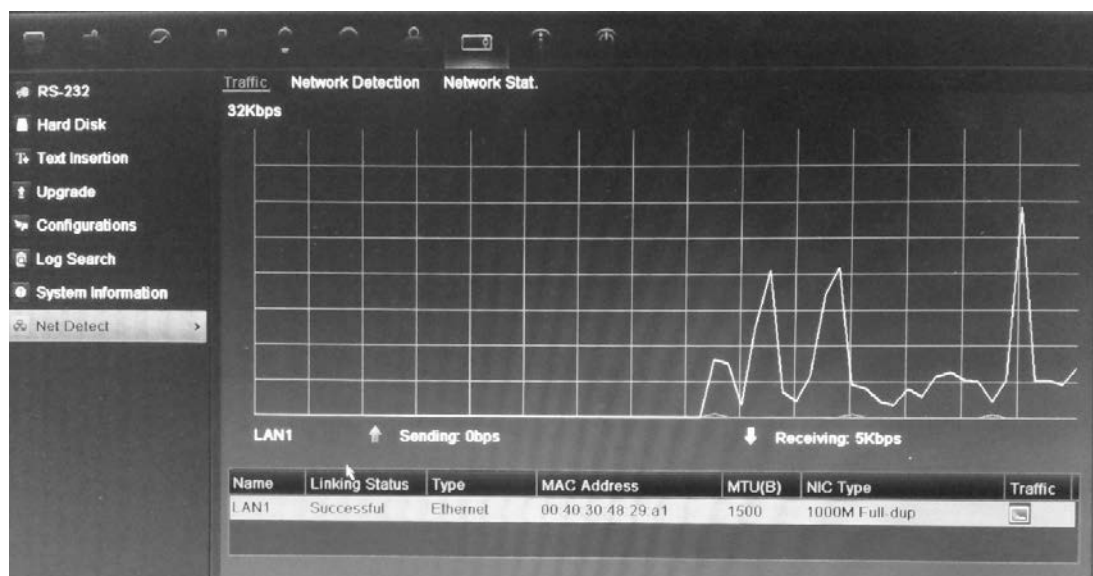 Traffic Network Detection Network Stat.
RS-232
Hard Disk
Text Insertion
Upgrade
Configurations
Log Search
System Information
Net Detect >
32Kbps
LAN1 Sending: 0bps Receiving: 5Kbps
Name Linking Status Type MAC Address MTU(B) NIC Type Traffic
LAN1 Successful Ethernet 00 40 30 48 29 a1 1500 1000M Full-dup